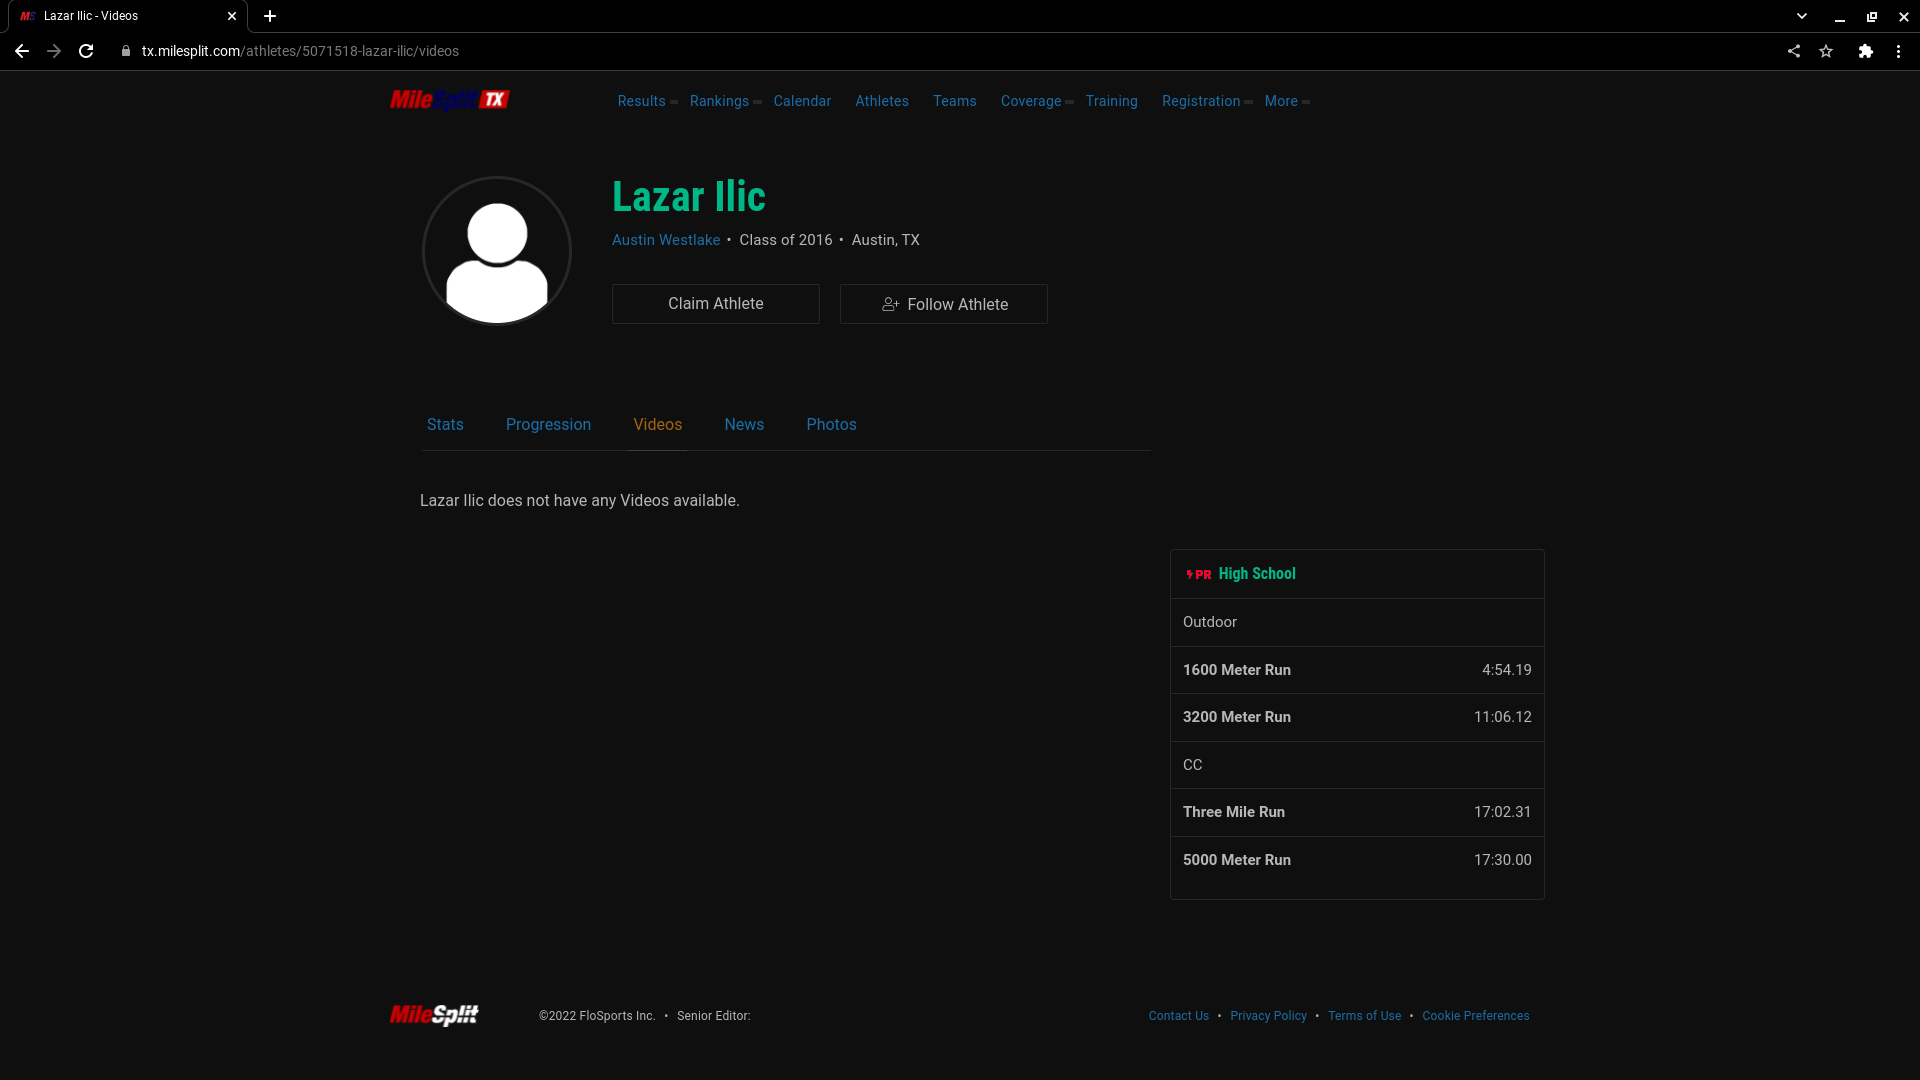 MS Lazar Ilic - Videos
tx.milesplit.com/athletes/5071518-lazar-ilic/videos
MileSplit TX Results Rankings Calendar Athletes Teams Coverage Training Registration More
Lazar Ilic
Austin Westlake • Class of 2016 • Austin, TX
Claim Athlete Follow Athlete
Stats Progression Videos News Photos
Lazar Ilic does not have any Videos available.
PR High School
Outdoor
1600 Meter Run 4:54.19
3200 Meter Run 11:06.12
CC
Three Mile Run 17:02.31
5000 Meter Run 17:30.00
MileSplit ©2022 FloSports Inc. • Senior Editor: Contact Us • Privacy Policy • Terms of Use • Cookie Preferences